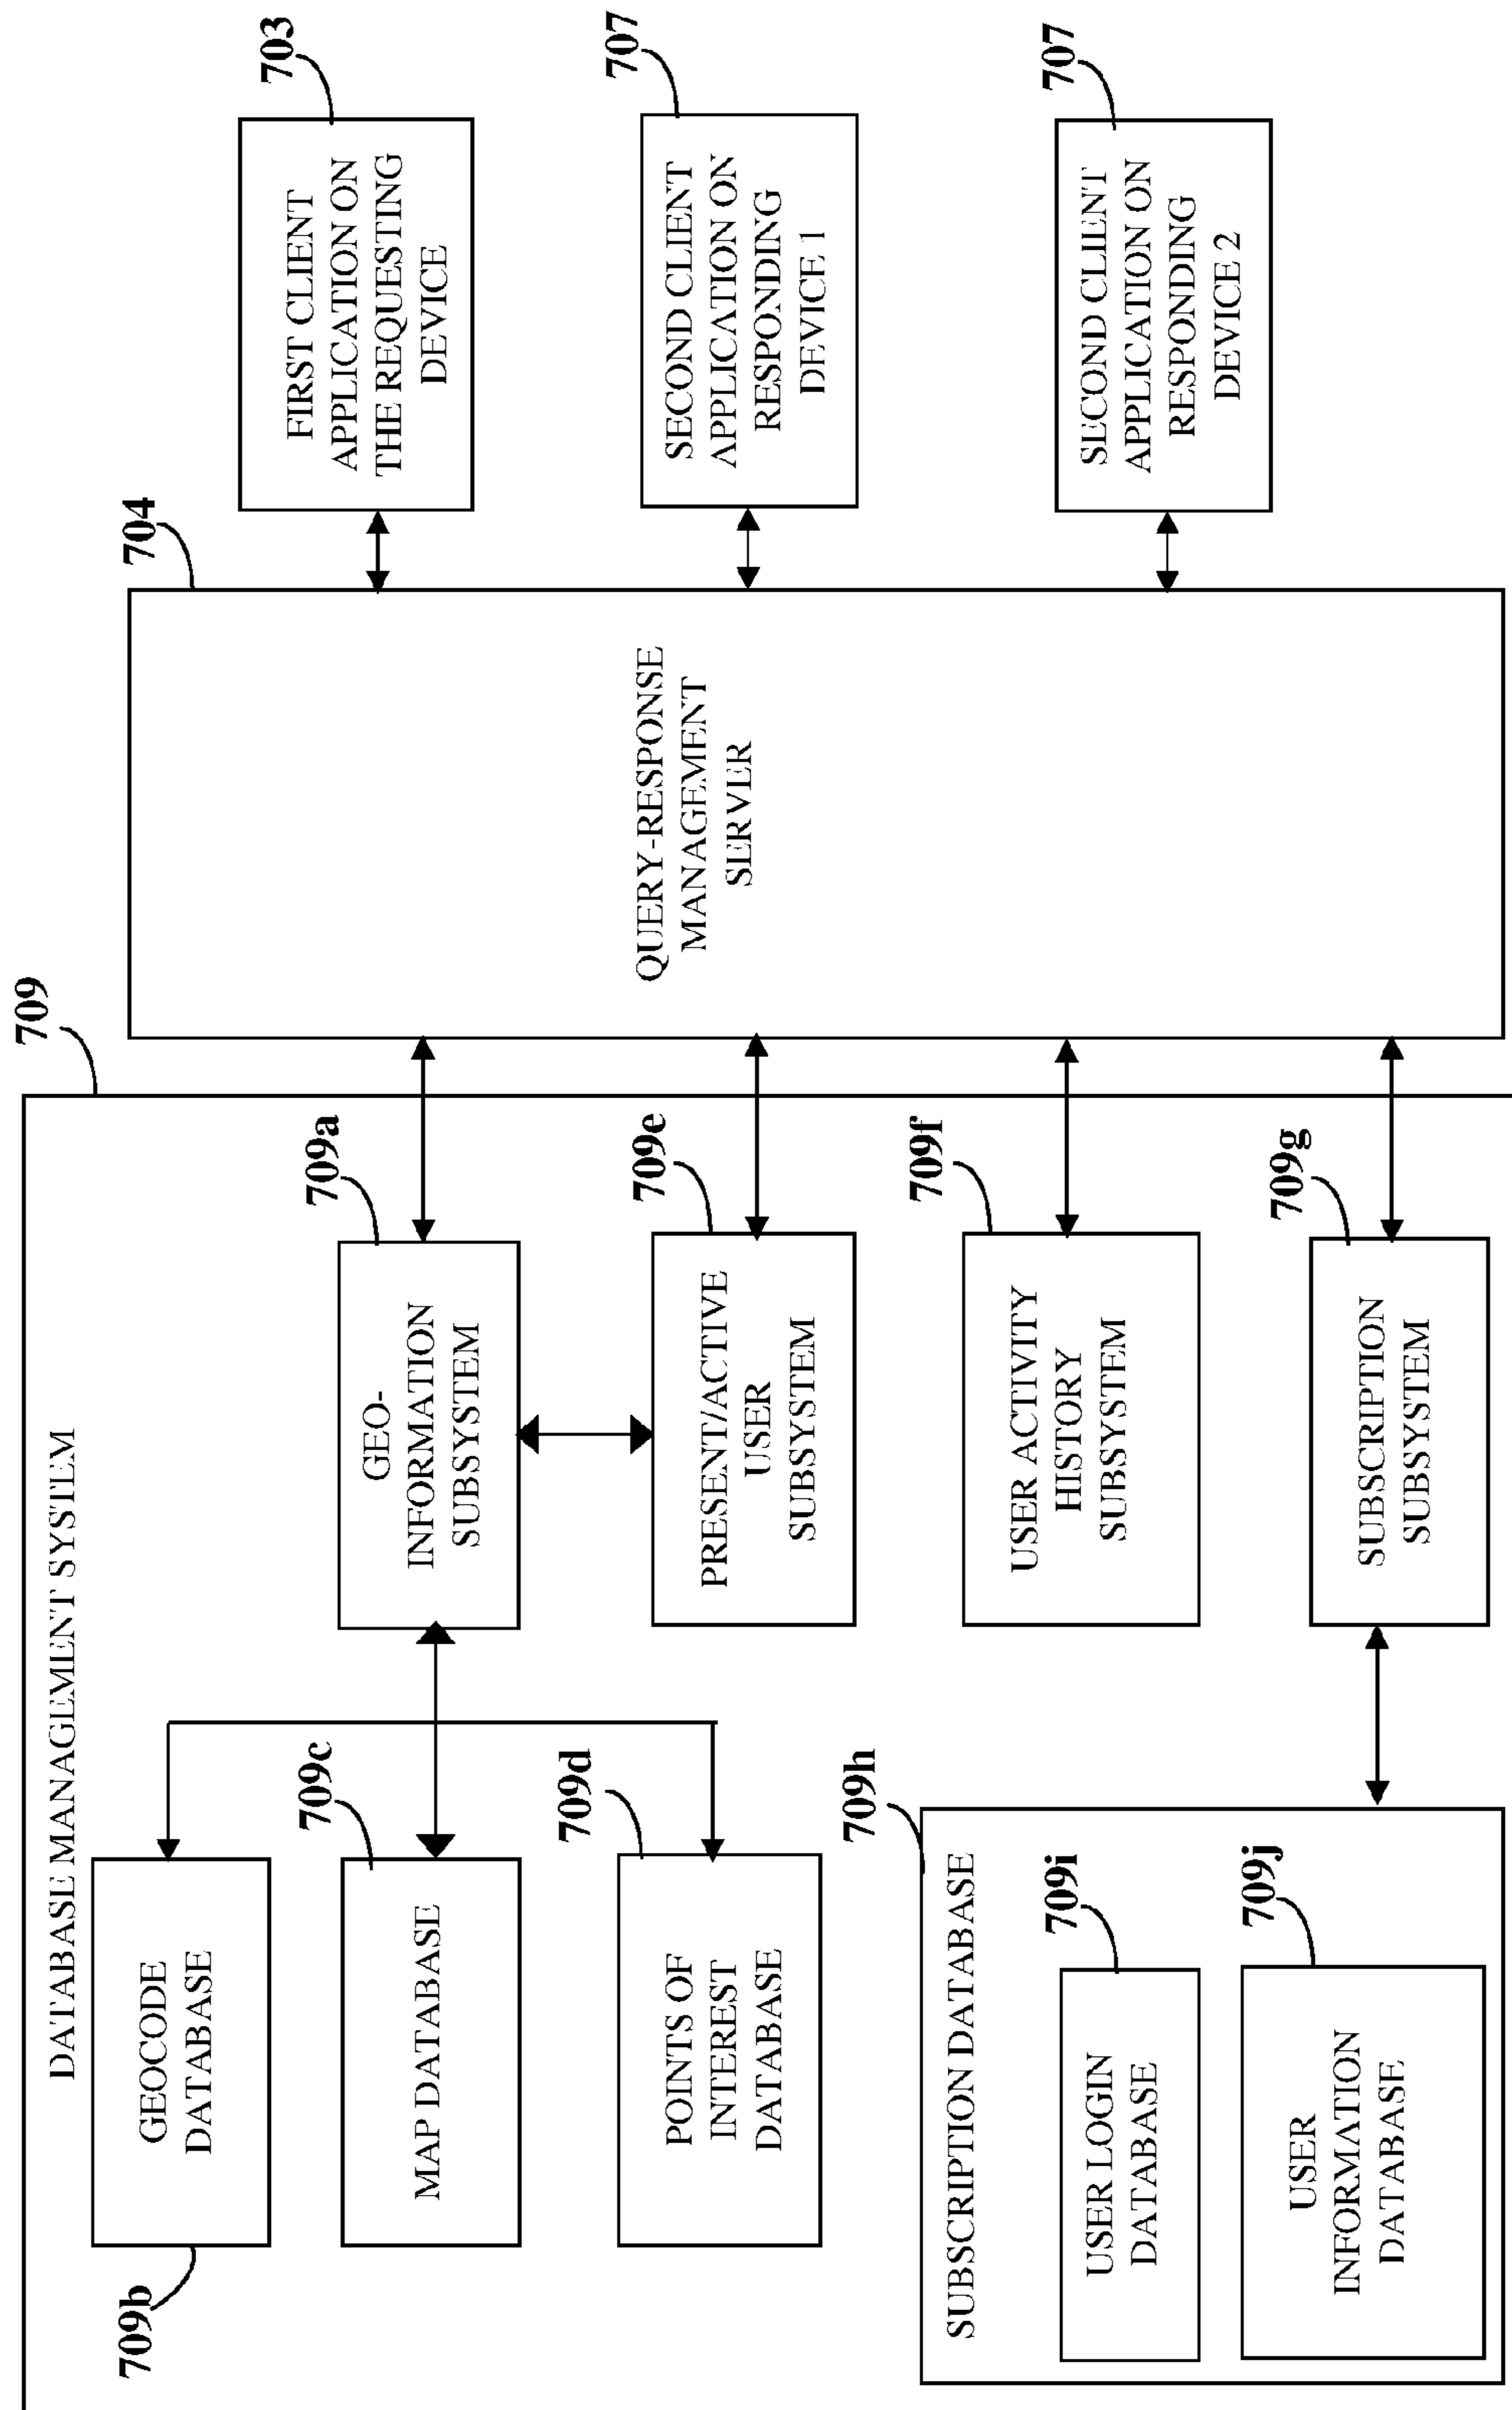 709
DATABASE MANAGEMENT SYSTEM
709b
GEOCODE
DATABASE
709c
MAP DATABASE
709d
POINTS OF
INTEREST
DATABASE
709h
SUBSCRIPTION DATABASE
709i
USER LOGIN
DATABASE
709j
USER
INFORMATION
DATABASE
709a
GEO-
INFORMATION
SUBSYSTEM
709e
PRESENT/ACTIVE
USER
SUBSYSTEM
709f
USER ACTIVITY
HISTORY
SUBSYSTEM
709g
SUBSCRIPTION
SUBSYSTEM
704
QUERY-RESPONSE
MANAGEMENT
SERVER
703
FIRST CLIENT
APPLICATION ON
THE REQUESTING
DEVICE
707
SECOND CLIENT
APPLICATION ON
RESPONDING
DEVICE 1
707
SECOND CLIENT
APPLICATION ON
RESPONDING
DEVICE 2